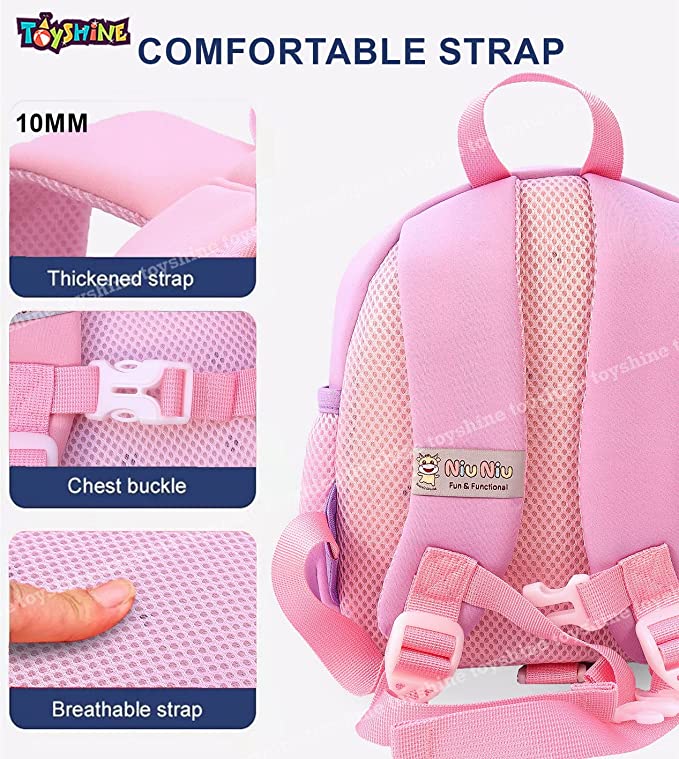 TOYSHINE
COMFORTABLE STRAP
10MM
Thickened strap
Chest buckle
Breathable strap
Niu Niu
Fun & Functional
toyshine toyshine toyshine toyshine